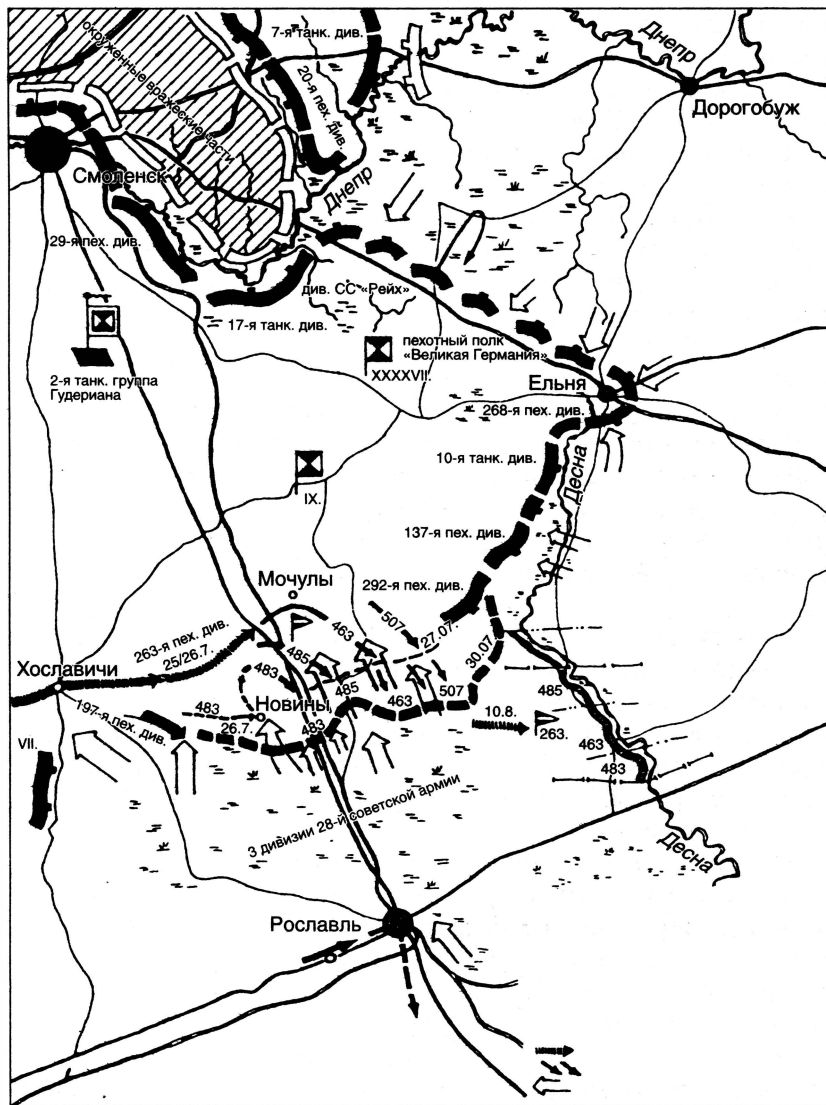 7-я танк. див.
Днепр
окруженные вражеские части
20-я пех. див.
Дорогобуж
Смоленск
Днепр
29-я пех. див.
див. СС «Рейх»
17-я танк. див.
пехотный полк
«Великая Германия»
XXXXVII.
2-я танк. группа
Гудериана
Ельня
268-я пех. див.
10-я танк. див.
Десна
IX.
137-я пех. див.
292-я пех. див.
Мочулы
507
463
27.07.
263-я пех. див.
25/26.7.
485
30.07
Хославичи
483
485
463
507
485
483
Новины
26.7.
483
10.8.
263.
463
483
197-я пех. див.
VII.
3 дивизии 28-й советской армии
Десна
Рославль